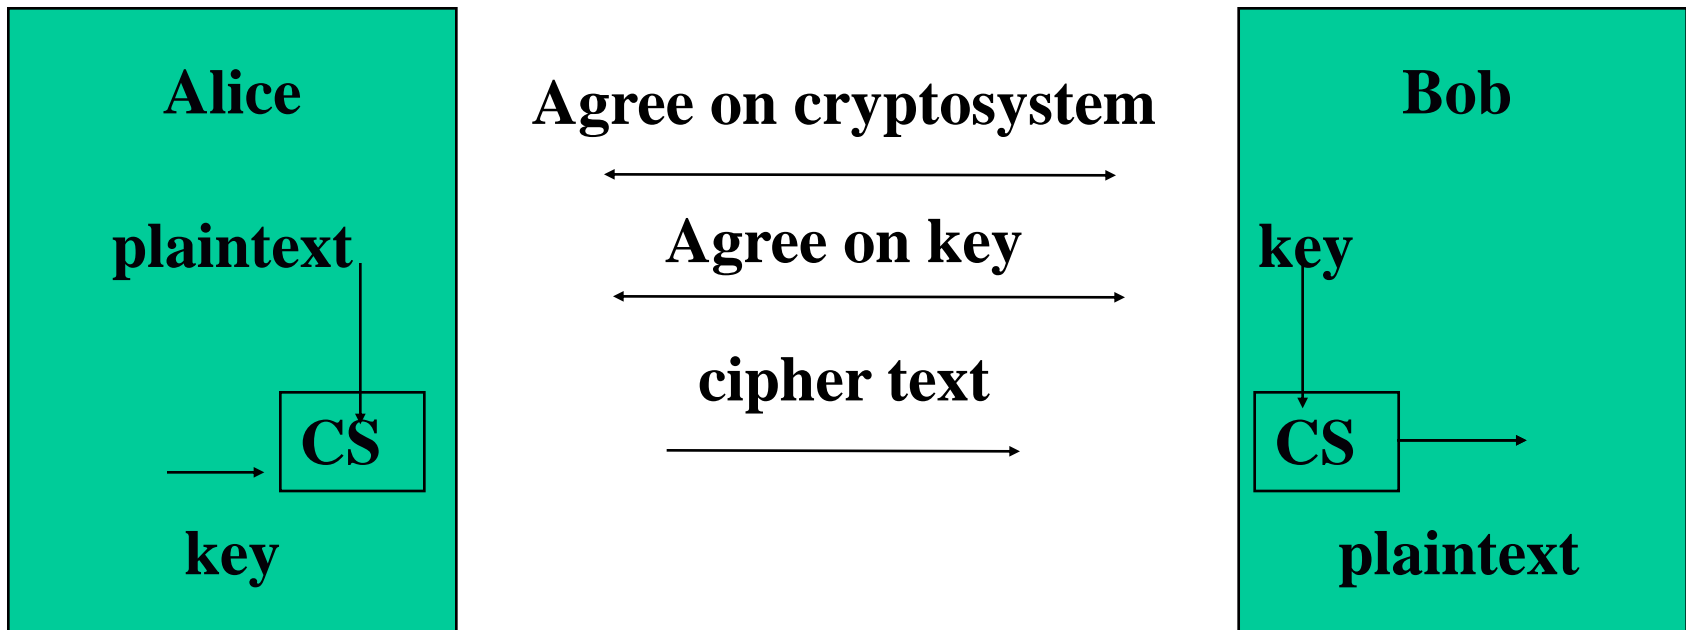 Alice
Agree on cryptosystem
Bob
plaintext
Agree on key
key
cipher text
CS
CS
key
plaintext